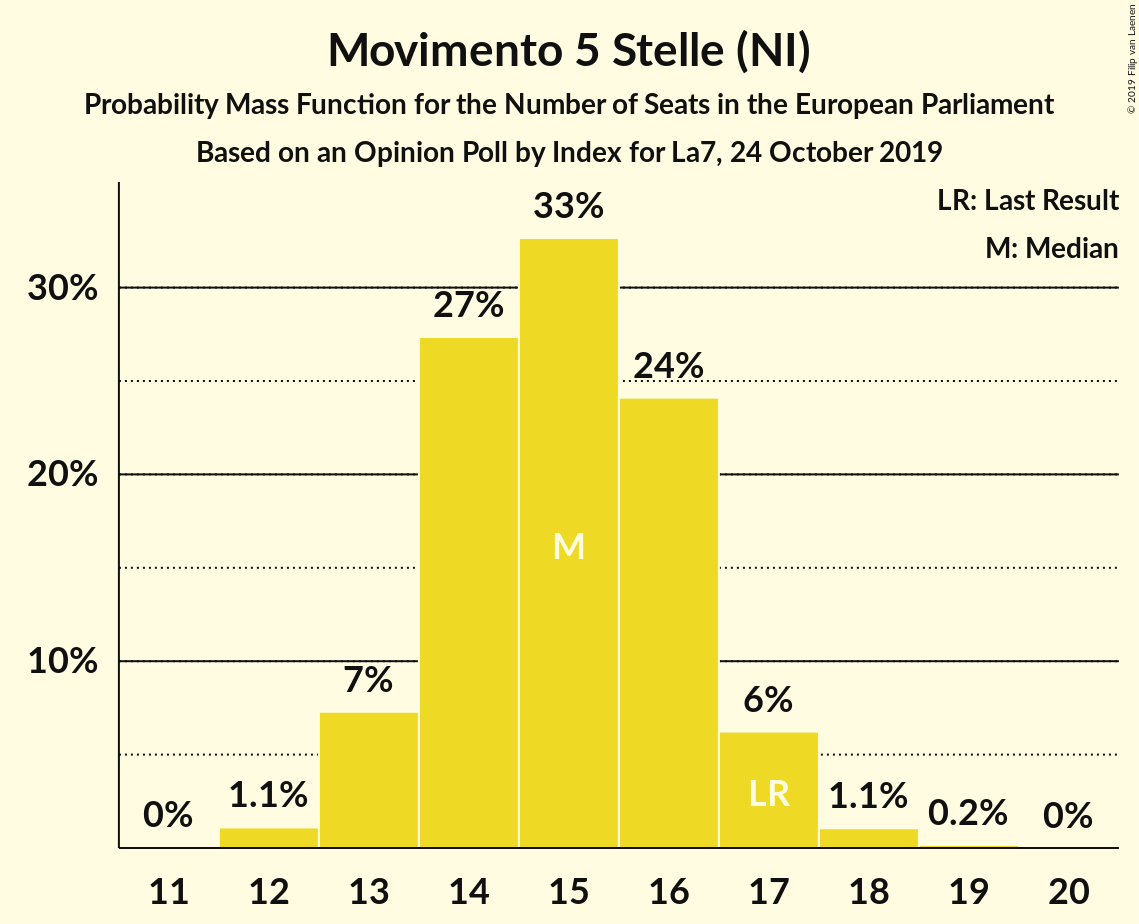 Movimento 5 Stelle (NI)
Probability Mass Function for the Number of Seats in the European Parliament
Based on an Opinion Poll by Index for La7, 24 October 2019
© 2019 Filip van Laenen
LR: Last Result
M: Median
30%
20%
10%
0%
1.1%
7%
27%
33%
24%
6%
1.1%
0.2%
0%
M
LR
11 12 13 14 15 16 17 18 19 20